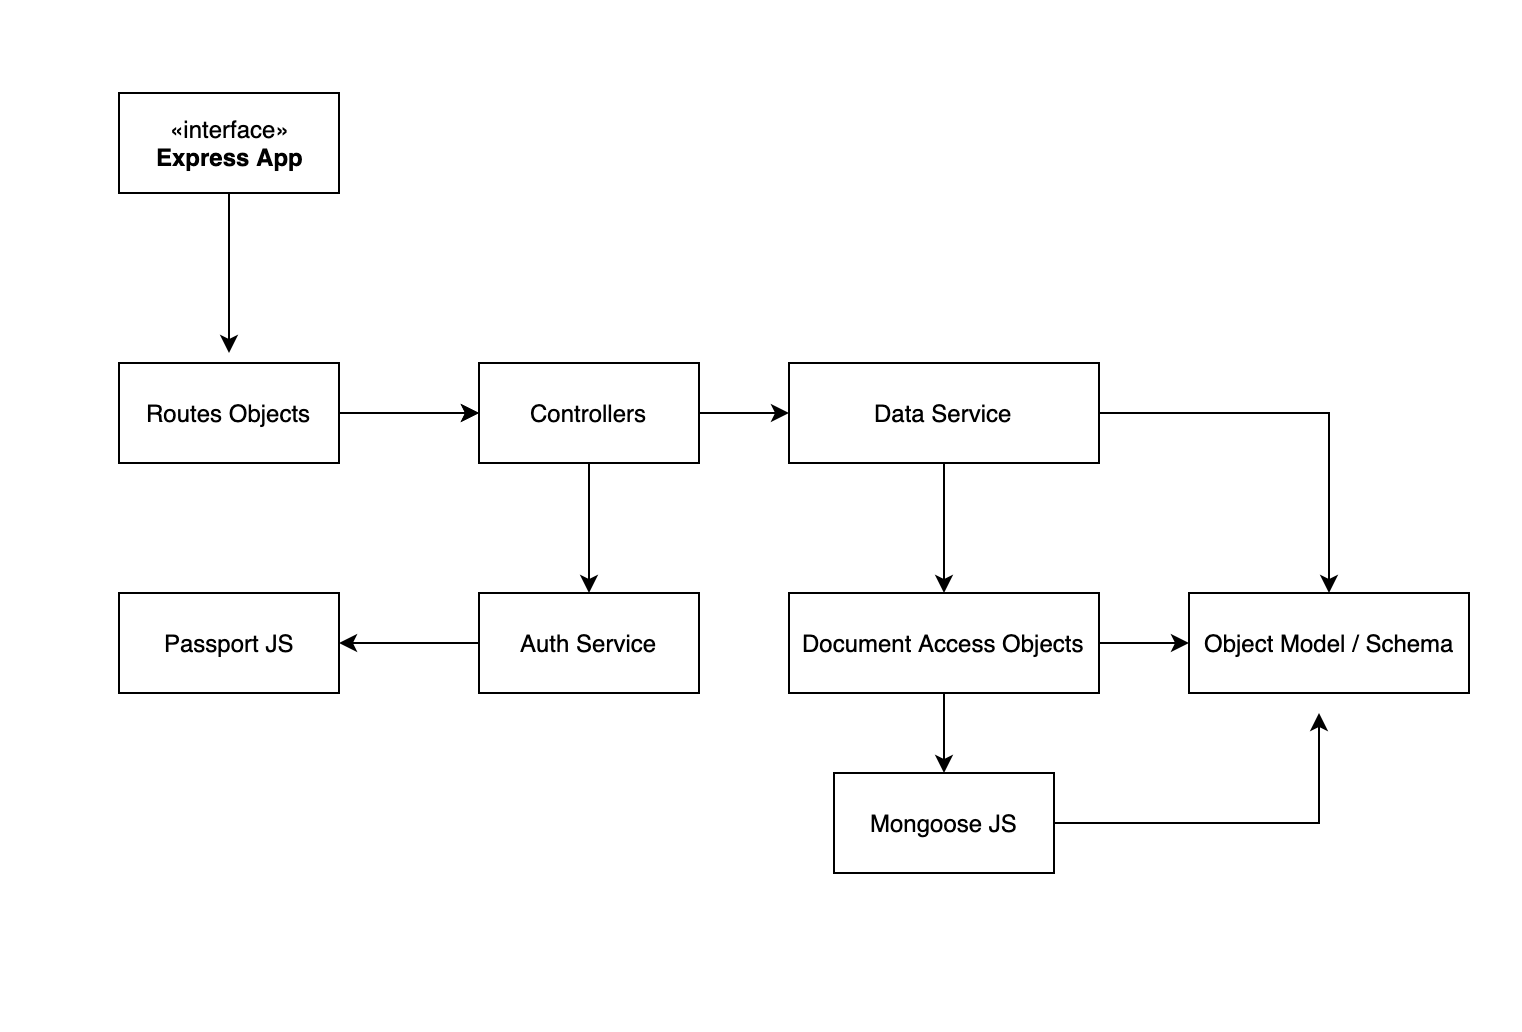 «interface»
Express App
Routes Objects
Controllers
Data Service
Passport JS
Auth Service
Document Access Objects
Object Model / Schema
Mongoose JS